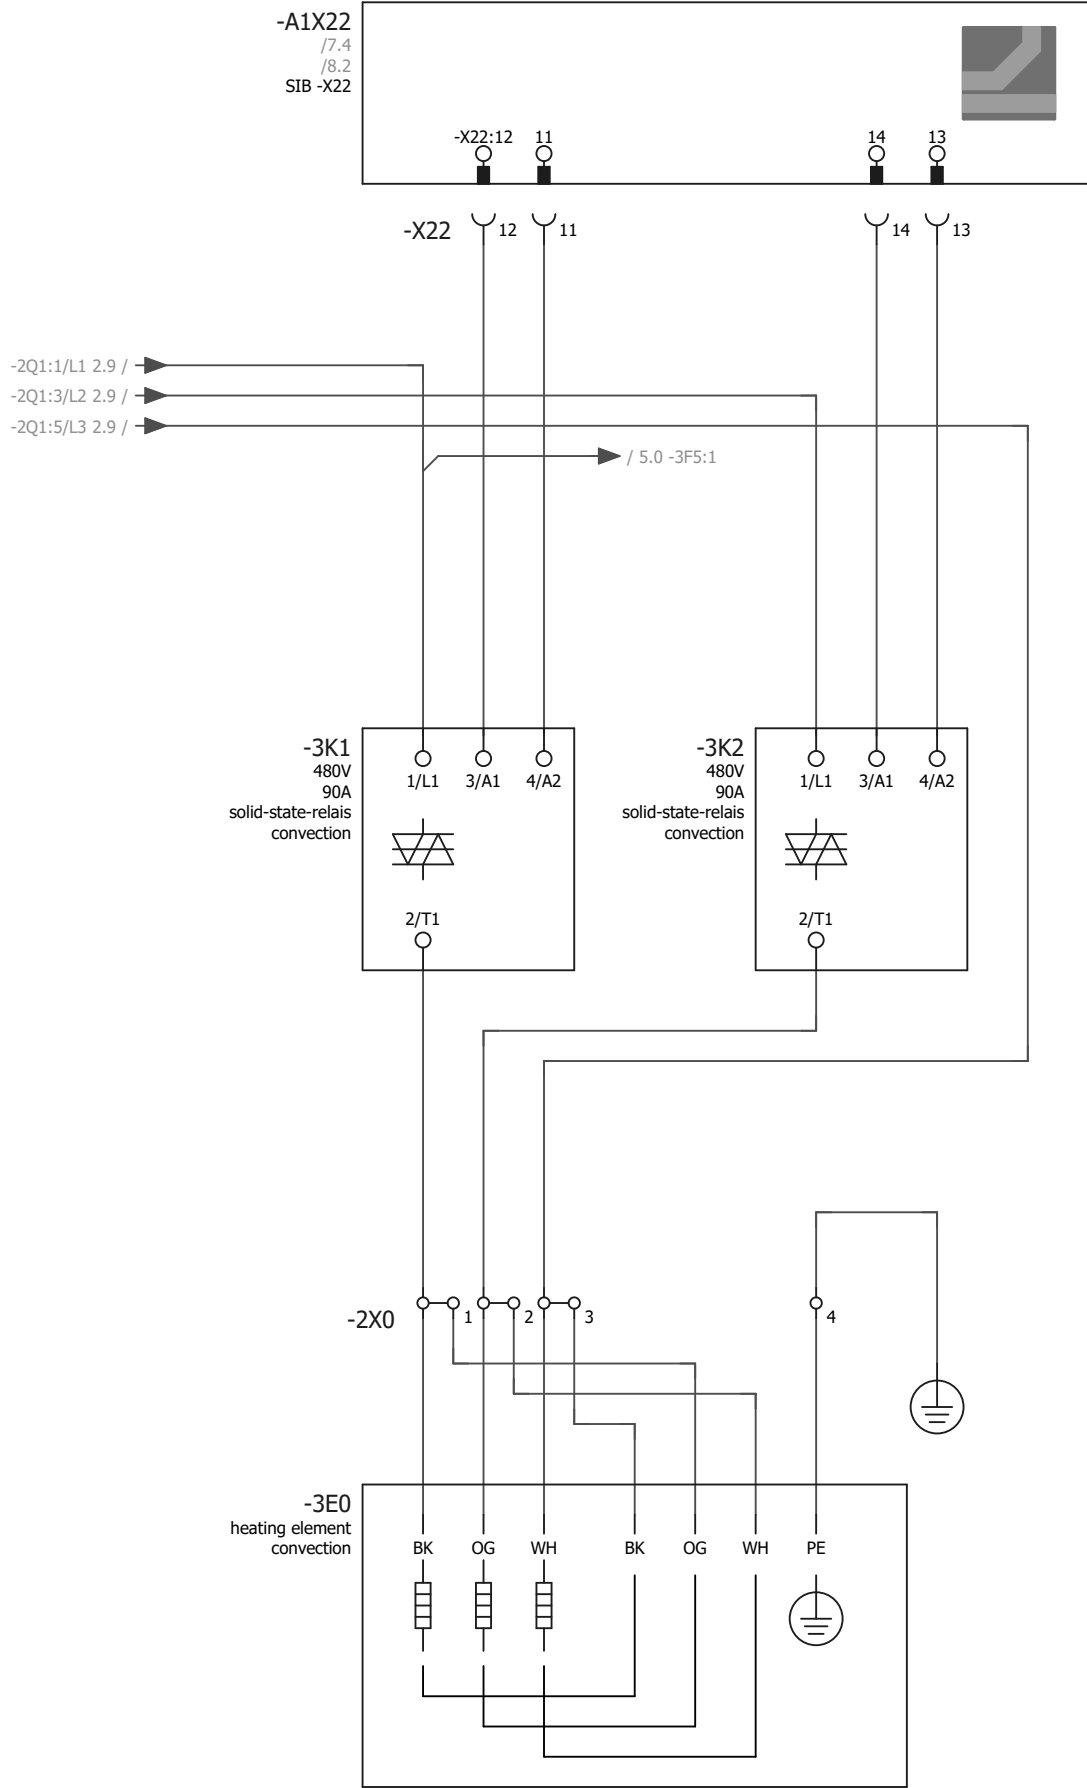 -A1X22
/7.4
/8.2
SIB -X22
-X22:12 11 14 13
-X22 12 11 14 13
-2Q1:1/L1 2.9 /
-2Q1:3/L2 2.9 /
-2Q1:5/L3 2.9 /
/ 5.0 -3F5:1
-3K1
480V
90A
solid-state-relais
convection
1/L1 3/A1 4/A2
2/T1
-3K2
480V
90A
solid-state-relais
convection
1/L1 3/A1 4/A2
2/T1
-2X0 1 2 3 4
-3E0
heating element
convection
BK OG WH BK OG WH PE